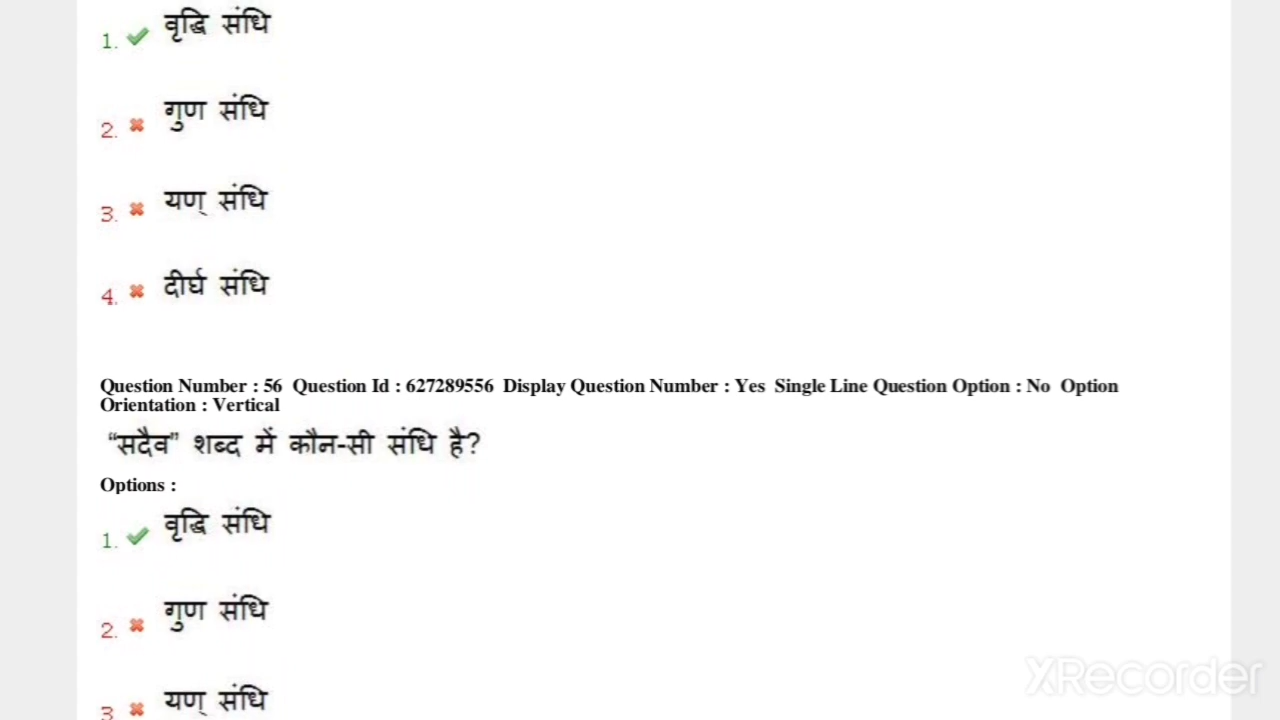 1. वृद्धि संधि
2. गुण संधि
3. यण् संधि
4. दीर्घ संधि
Question Number : 56 Question Id : 627289556 Display Question Number : Yes Single Line Question Option : No Option
Orientation : Vertical
“सदैव” शब्द में कौन-सी संधि है?
Options :
1. वृद्धि संधि
2. गुण संधि
3. यण् संधि
XRecorder